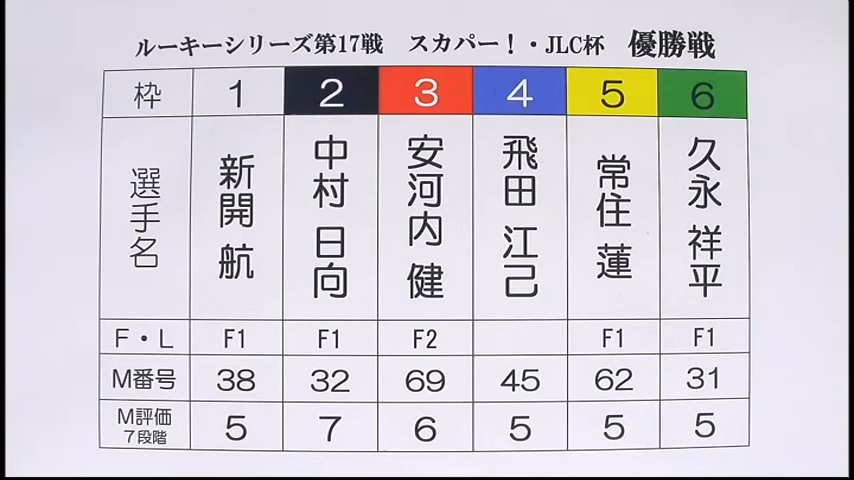 ルーキーシリーズ第17戦 スカパー！・JLC杯 優勝戦
枠 1 2 3 4 5 6
選手名 新開 航 中村 日向 安河内 健 飛田 江己 常住 蓮 久永 祥平
F・L F1 F1 F2 F1 F1
M番号 38 32 69 45 62 31
M評価 7段階 5 7 6 5 5 5